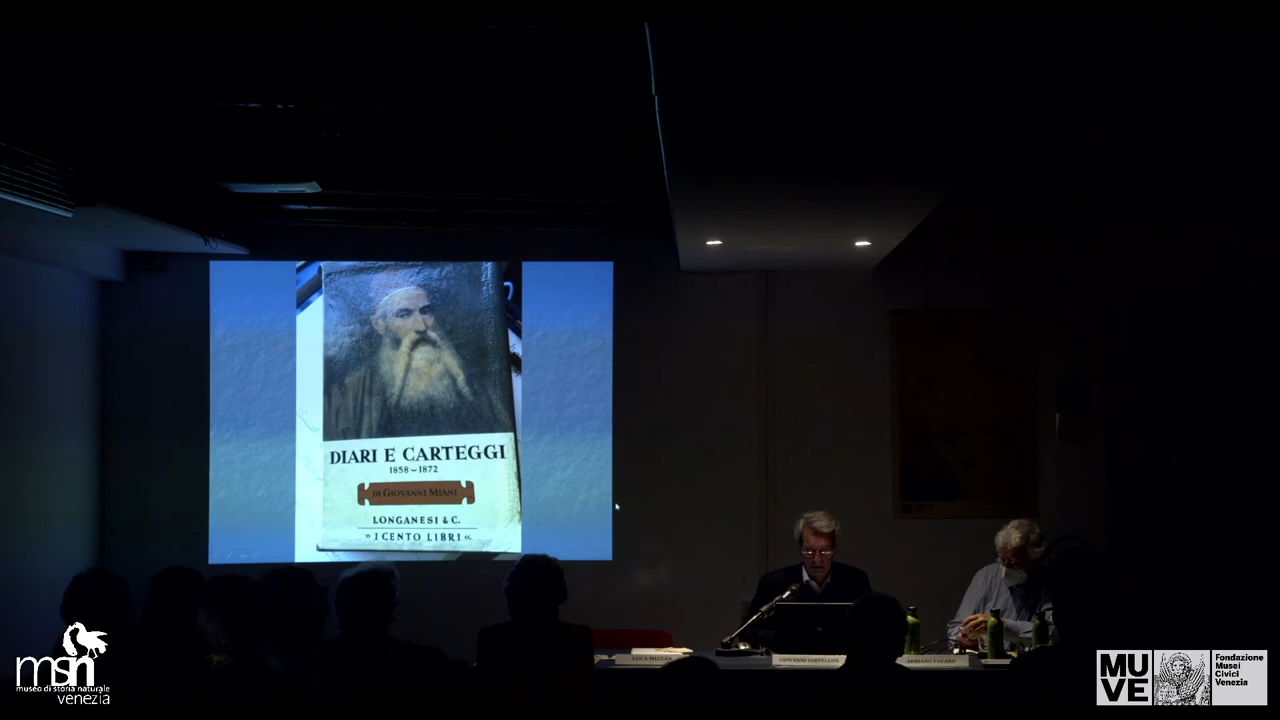 DIARI E CARTEGGI
1858 – 1872
DI GIOVANNI MIANI
LONGANESI & C.
» I CENTO LIBRI «
LUCA MIZZAN
GIOVANNI SARPELLON
ADRIANO FAVARO
msn
museo di storia naturale
venezia
MU
VE
Fondazione
Musei
Civici
Venezia